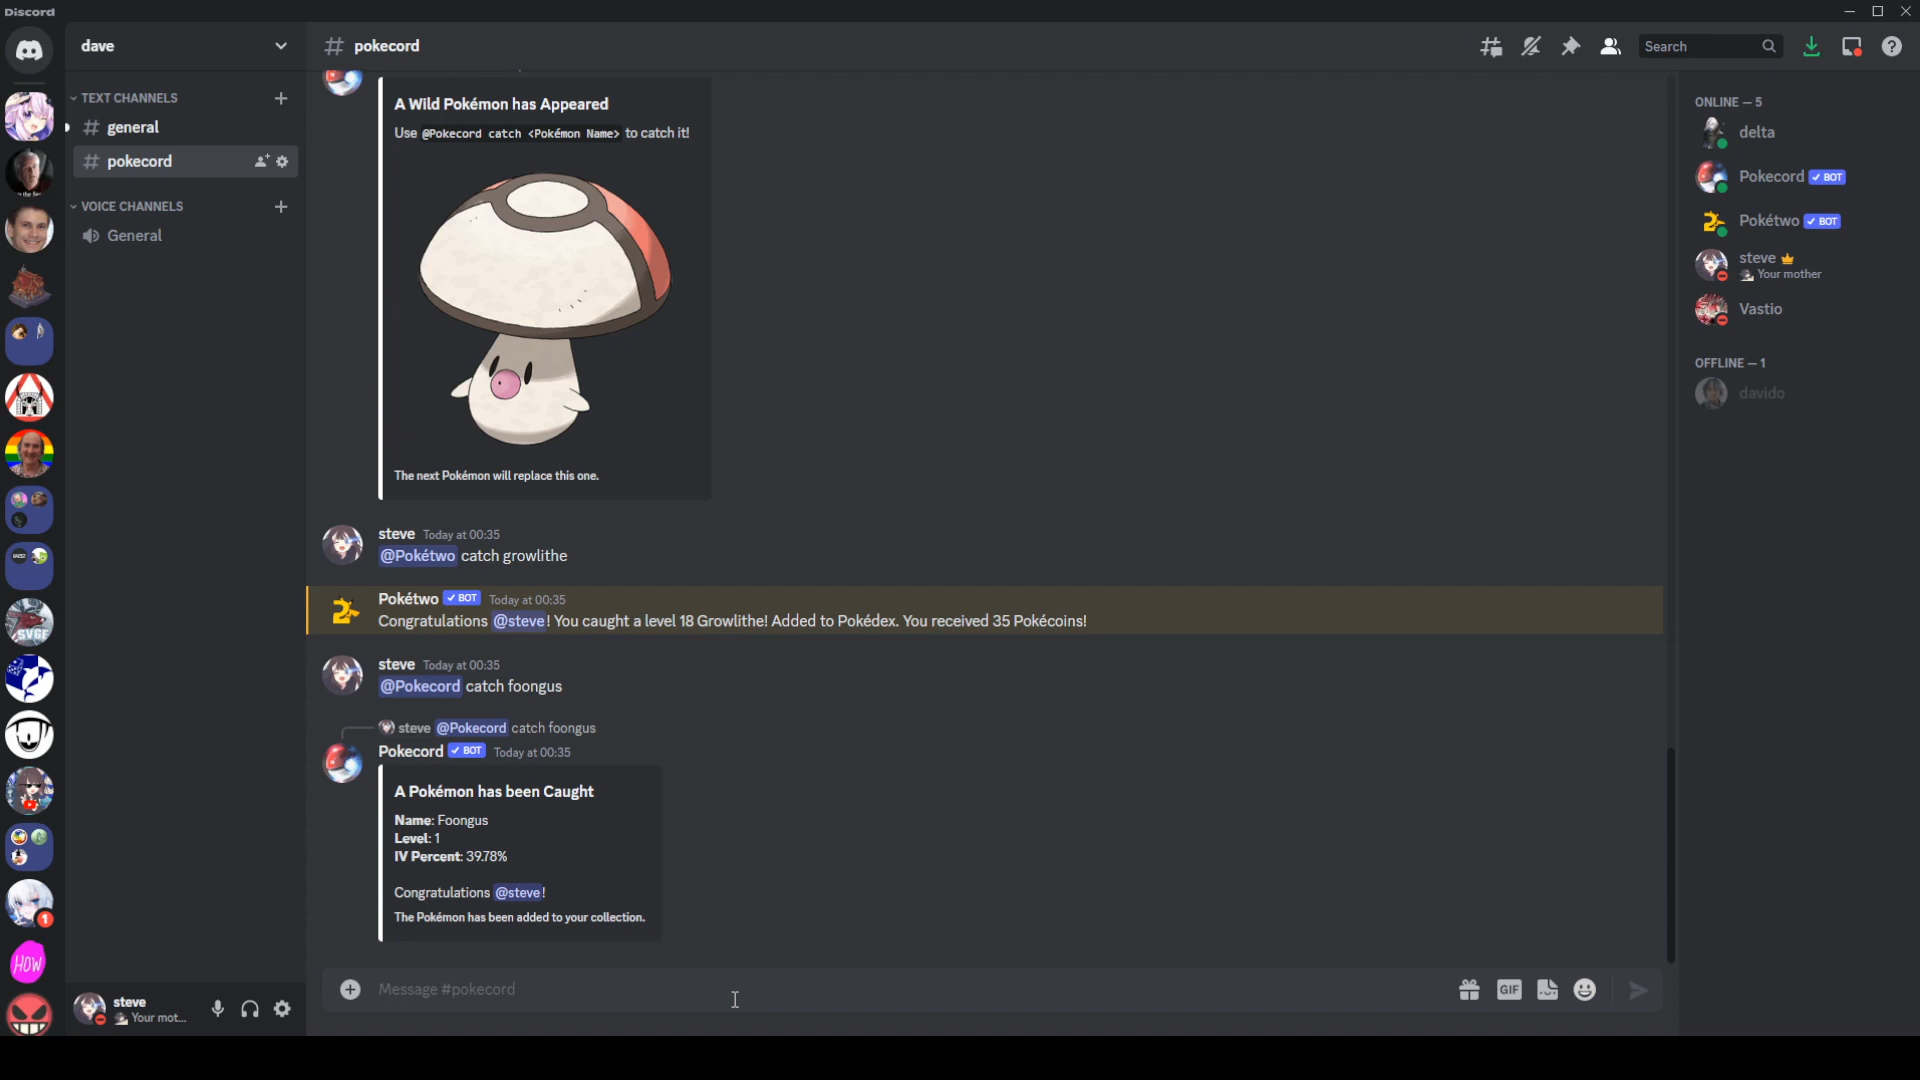 Discord
dave
TEXT CHANNELS
general
pokecord
VOICE CHANNELS
General
steve
Your mot...
pokecord
Search
A Wild Pokémon has Appeared
Use @Pokecord catch <Pokémon Name> to catch it!
The next Pokémon will replace this one.
steve Today at 00:35
@Pokétwo catch growlithe
Pokétwo BOT Today at 00:35
Congratulations @steve! You caught a level 18 Growlithe! Added to Pokédex. You received 35 Pokécoins!
steve Today at 00:35
@Pokecord catch foongus
steve @Pokecord catch foongus
Pokecord BOT Today at 00:35
A Pokémon has been Caught
Name: Foongus
Level: 1
IV Percent: 39.78%
Congratulations @steve!
The Pokémon has been added to your collection.
Message #pokecord
GIF
ONLINE — 5
delta
Pokecord BOT
Pokétwo BOT
steve
Your mother
Vastio
OFFLINE — 1
davido
SVGE
1
HOW